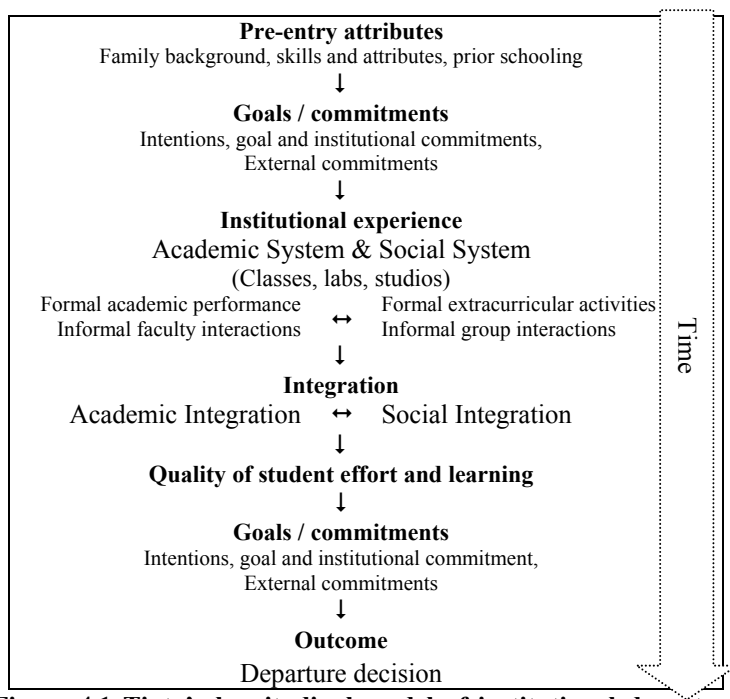 Pre-entry attributes
Family background, skills and attributes, prior schooling
↓
Goals / commitments
Intentions, goal and institutional commitments,
External commitments
↓
Institutional experience
Academic System & Social System
(Classes, labs, studios)
Formal academic performance ↔ Formal extracurricular activities
Informal faculty interactions Informal group interactions
↓
Integration
Academic Integration ↔ Social Integration
↓
Quality of student effort and learning
↓
Goals / commitments
Intentions, goal and institutional commitment,
External commitments
↓
Outcome
Departure decision
Time